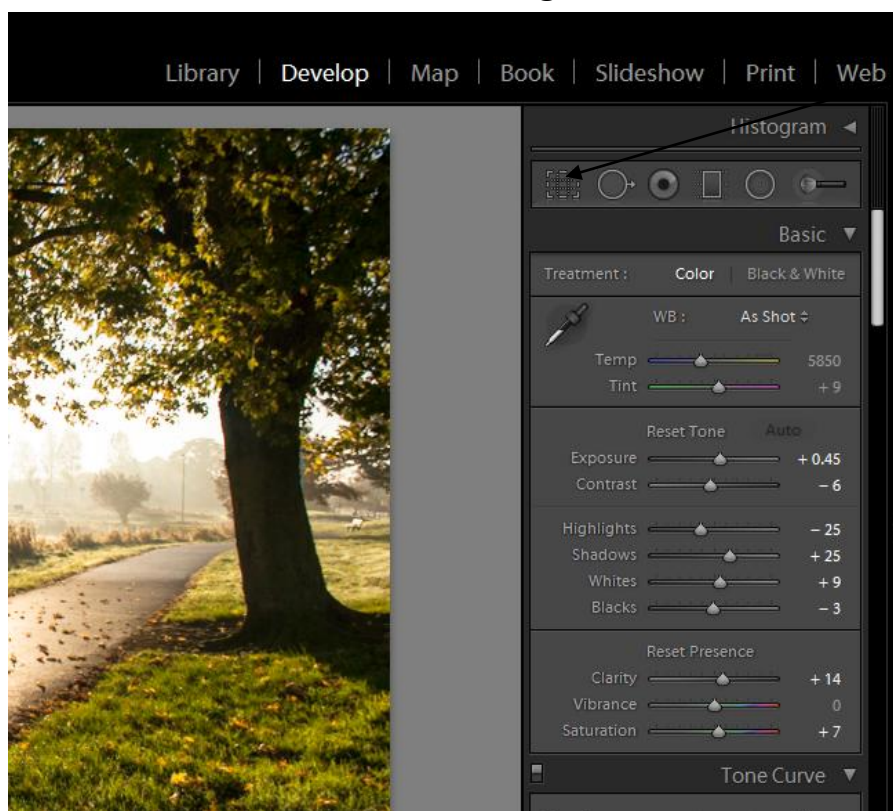 Library | Develop | Map | Book | Slideshow | Print | Web
Histogram
Basic
Treatment : Color | Black & White
WB : As Shot
Temp 5850
Tint + 9
Reset Tone Auto
Exposure + 0.45
Contrast – 6
Highlights – 25
Shadows + 25
Whites + 9
Blacks – 3
Reset Presence
Clarity + 14
Vibrance 0
Saturation + 7
Tone Curve